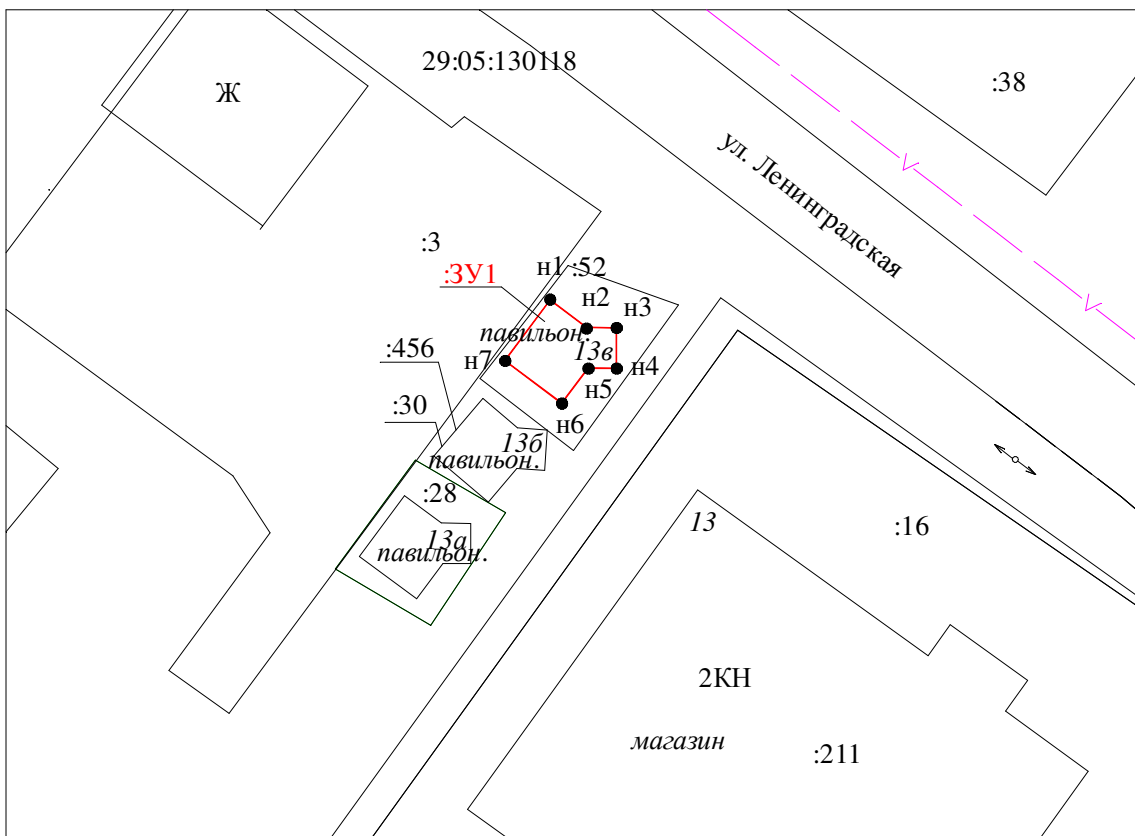 29:05:130118
:38
Ж
ул. Ленинградская
:3
:ЗУ1
н1
:52
н2
н3
павильон.
13в
:456
н7
н4
н5
:30
н6
13б
павильон.
:28
13
:16
13а
павильон.
2КН
магазин
:211